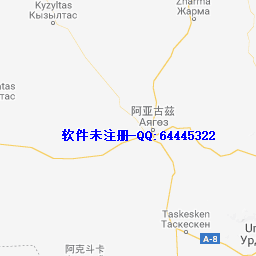 Kyzyltas
Кызылтас
Zharma
Жарма
tas
тас
阿亚古兹
Аягөз
软件未注册-QQ:64445322
Taskesken
Таскескен
A-8
Ur
Урд
阿克斗卡